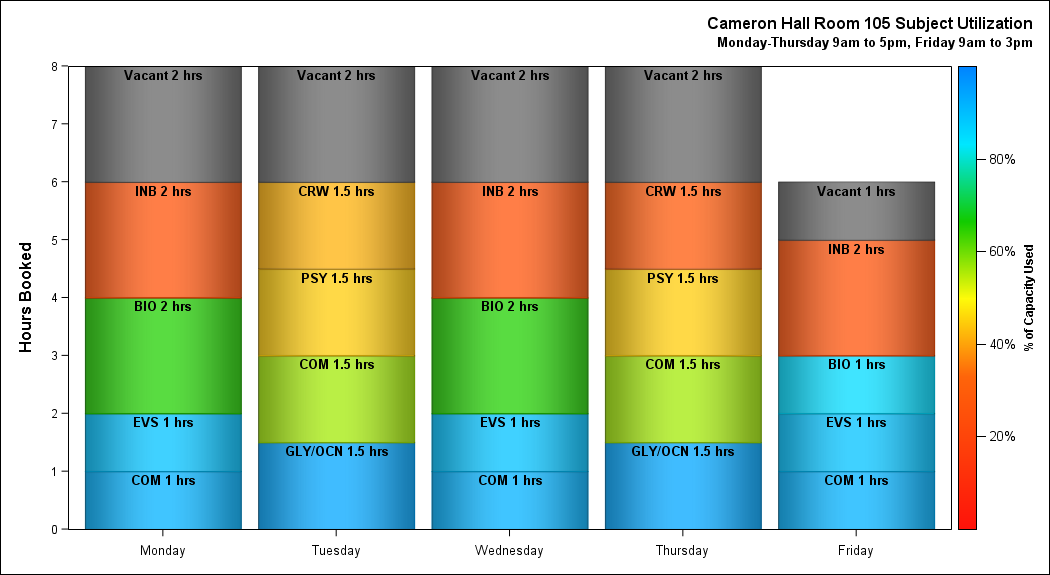 Cameron Hall Room 105 Subject Utilization
Monday-Thursday 9am to 5pm, Friday 9am to 3pm
Hours Booked
8
7
6
5
4
3
2
1
0
Vacant 2 hrs
INB 2 hrs
BIO 2 hrs
EVS 1 hrs
COM 1 hrs
Monday
Vacant 2 hrs
CRW 1.5 hrs
PSY 1.5 hrs
COM 1.5 hrs
GLY/OCN 1.5 hrs
Tuesday
Vacant 2 hrs
INB 2 hrs
BIO 2 hrs
EVS 1 hrs
COM 1 hrs
Wednesday
Vacant 2 hrs
CRW 1.5 hrs
PSY 1.5 hrs
COM 1.5 hrs
GLY/OCN 1.5 hrs
Thursday
Vacant 1 hrs
INB 2 hrs
BIO 1 hrs
EVS 1 hrs
COM 1 hrs
Friday
80%
60%
40%
20%
% of Capacity Used